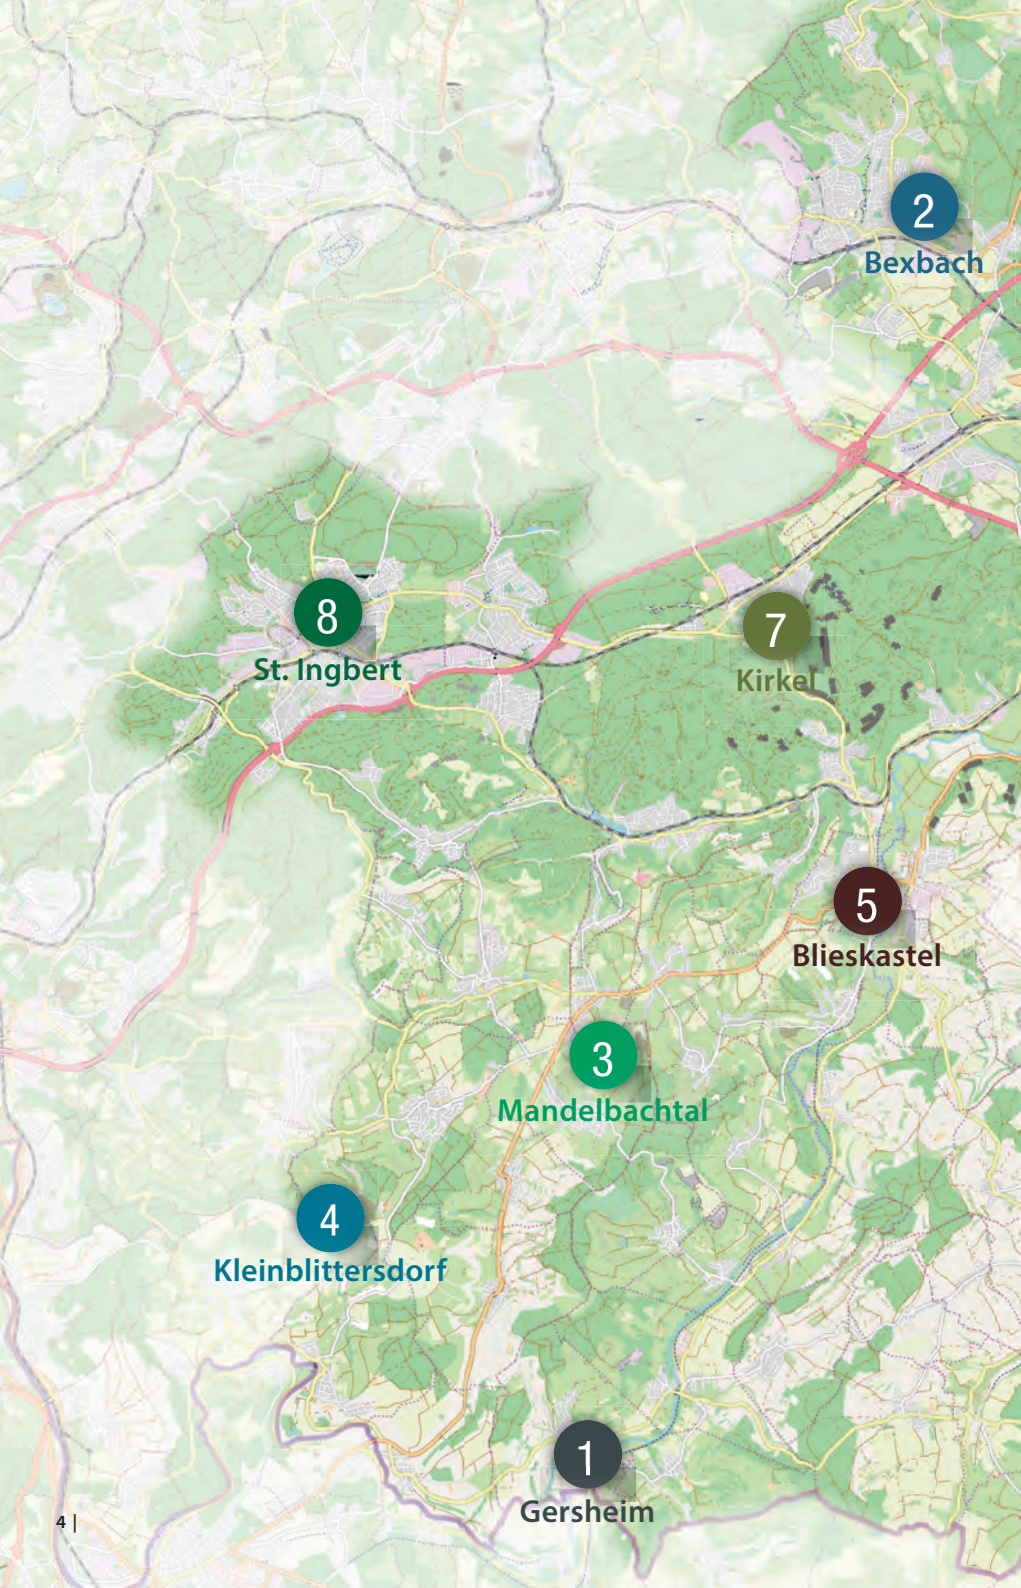 2
Bexbach
8
St. Ingbert
7
Kirkel
5
Blieskastel
3
Mandelbachtal
4
Kleinblittersdorf
1
Gersheim
4 |